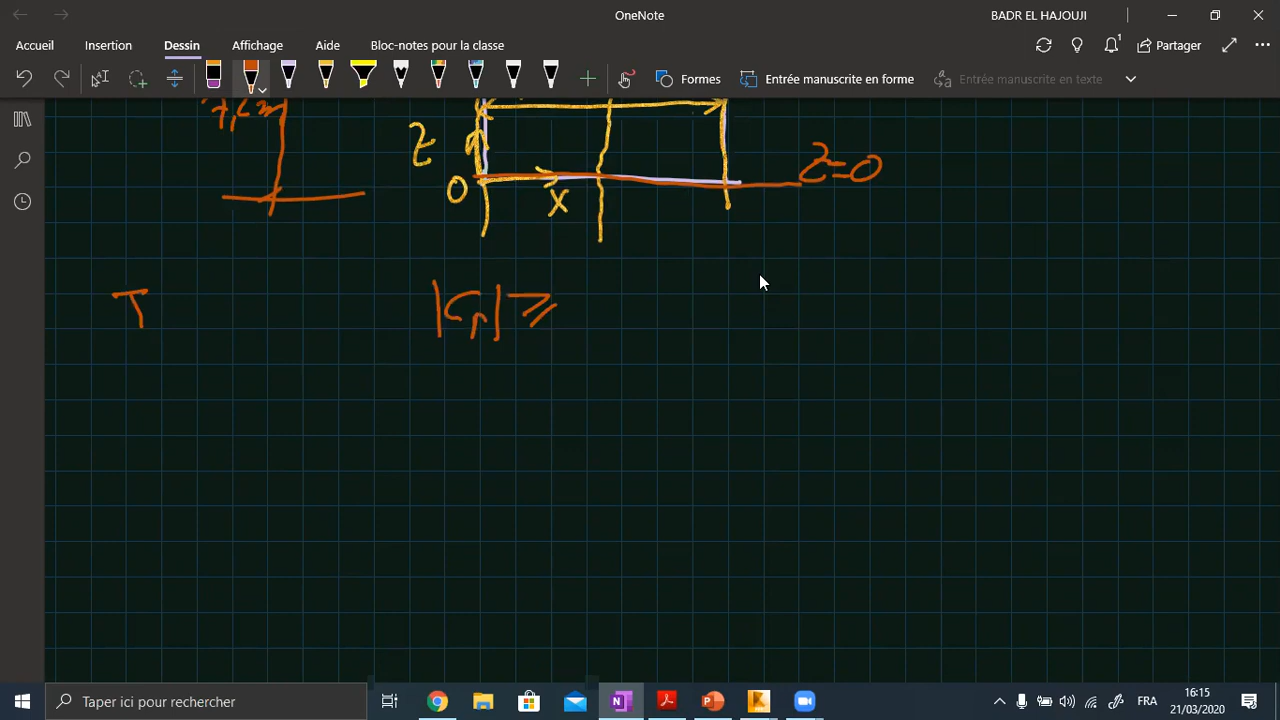 OneNote
BADR EL HAJOUJI
Accueil Insertion Dessin Affichage Aide Bloc-notes pour la classe
Partager
Formes Entrée manuscrite en forme Entrée manuscrite en texte
Z
Z=0
0
x
T
≥
Taper ici pour rechercher
FRA
16:15
21/03/2020